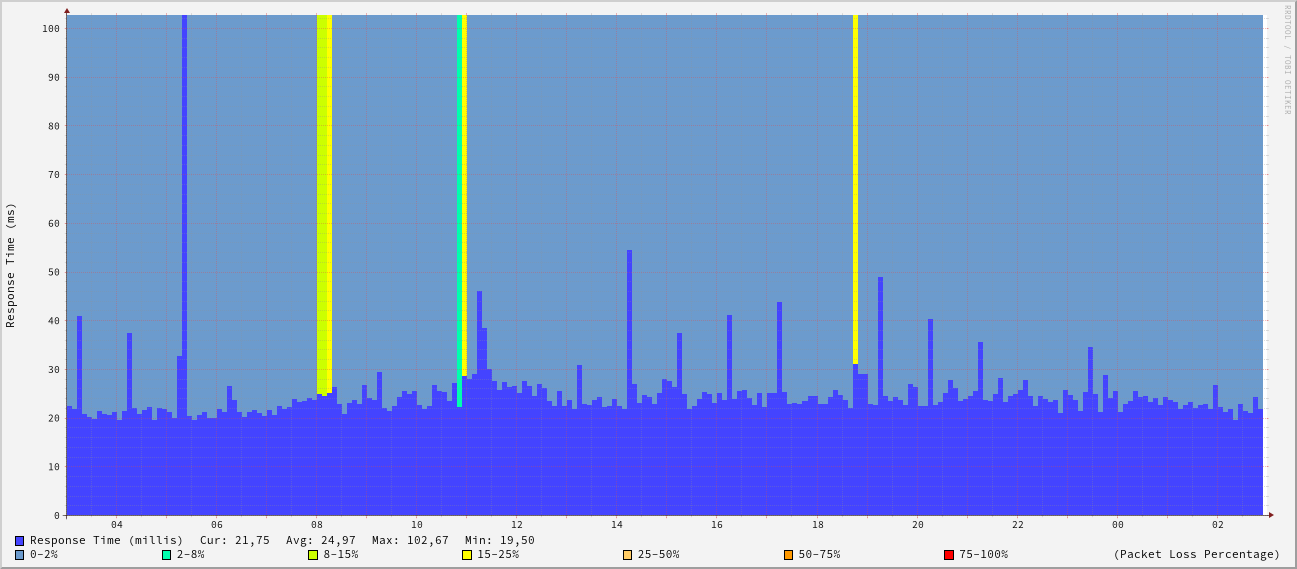 RRDTOOL / TOBI OETIKER
Response Time (ms)
100
90
80
70
60
50
40
30
20
10
0
04 06 08 10 12 14 16 18 20 22 00 02
Response Time (millis) Cur: 21,75 Avg: 24,97 Max: 102,67 Min: 19,50
0-2% 2-8% 8-15% 15-25% 25-50% 50-75% 75-100% (Packet Loss Percentage)